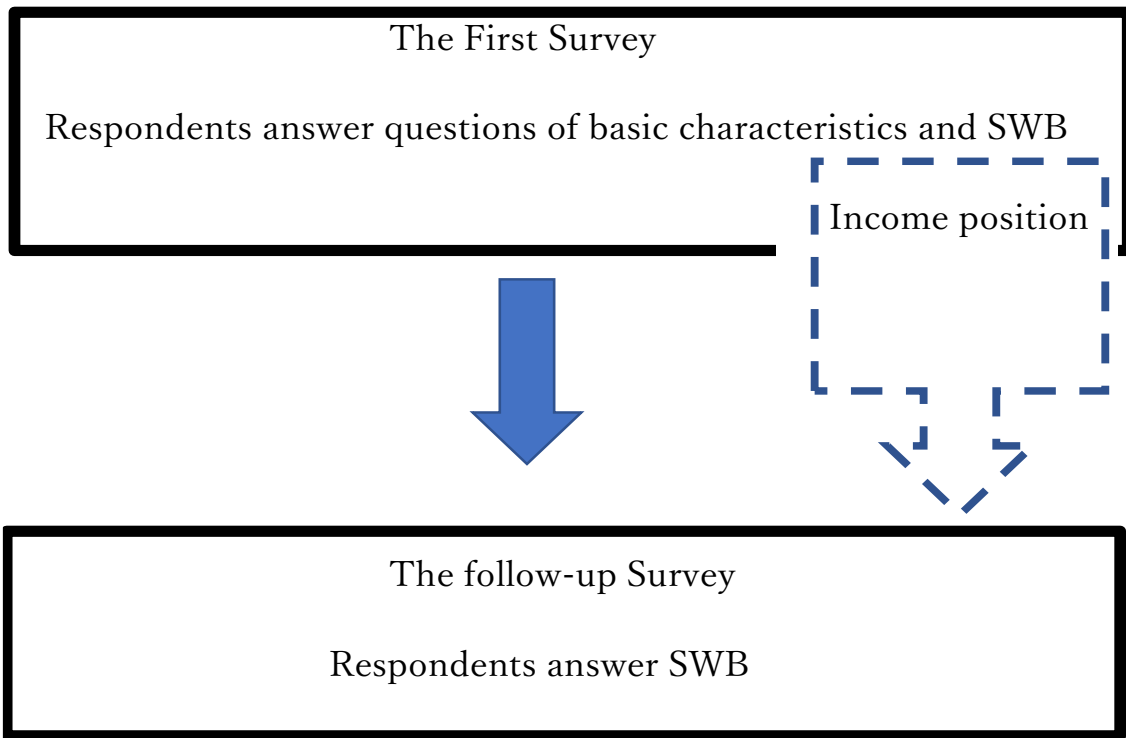 The First Survey
Respondents answer questions of basic characteristics and SWB
Income position
The follow-up Survey
Respondents answer SWB